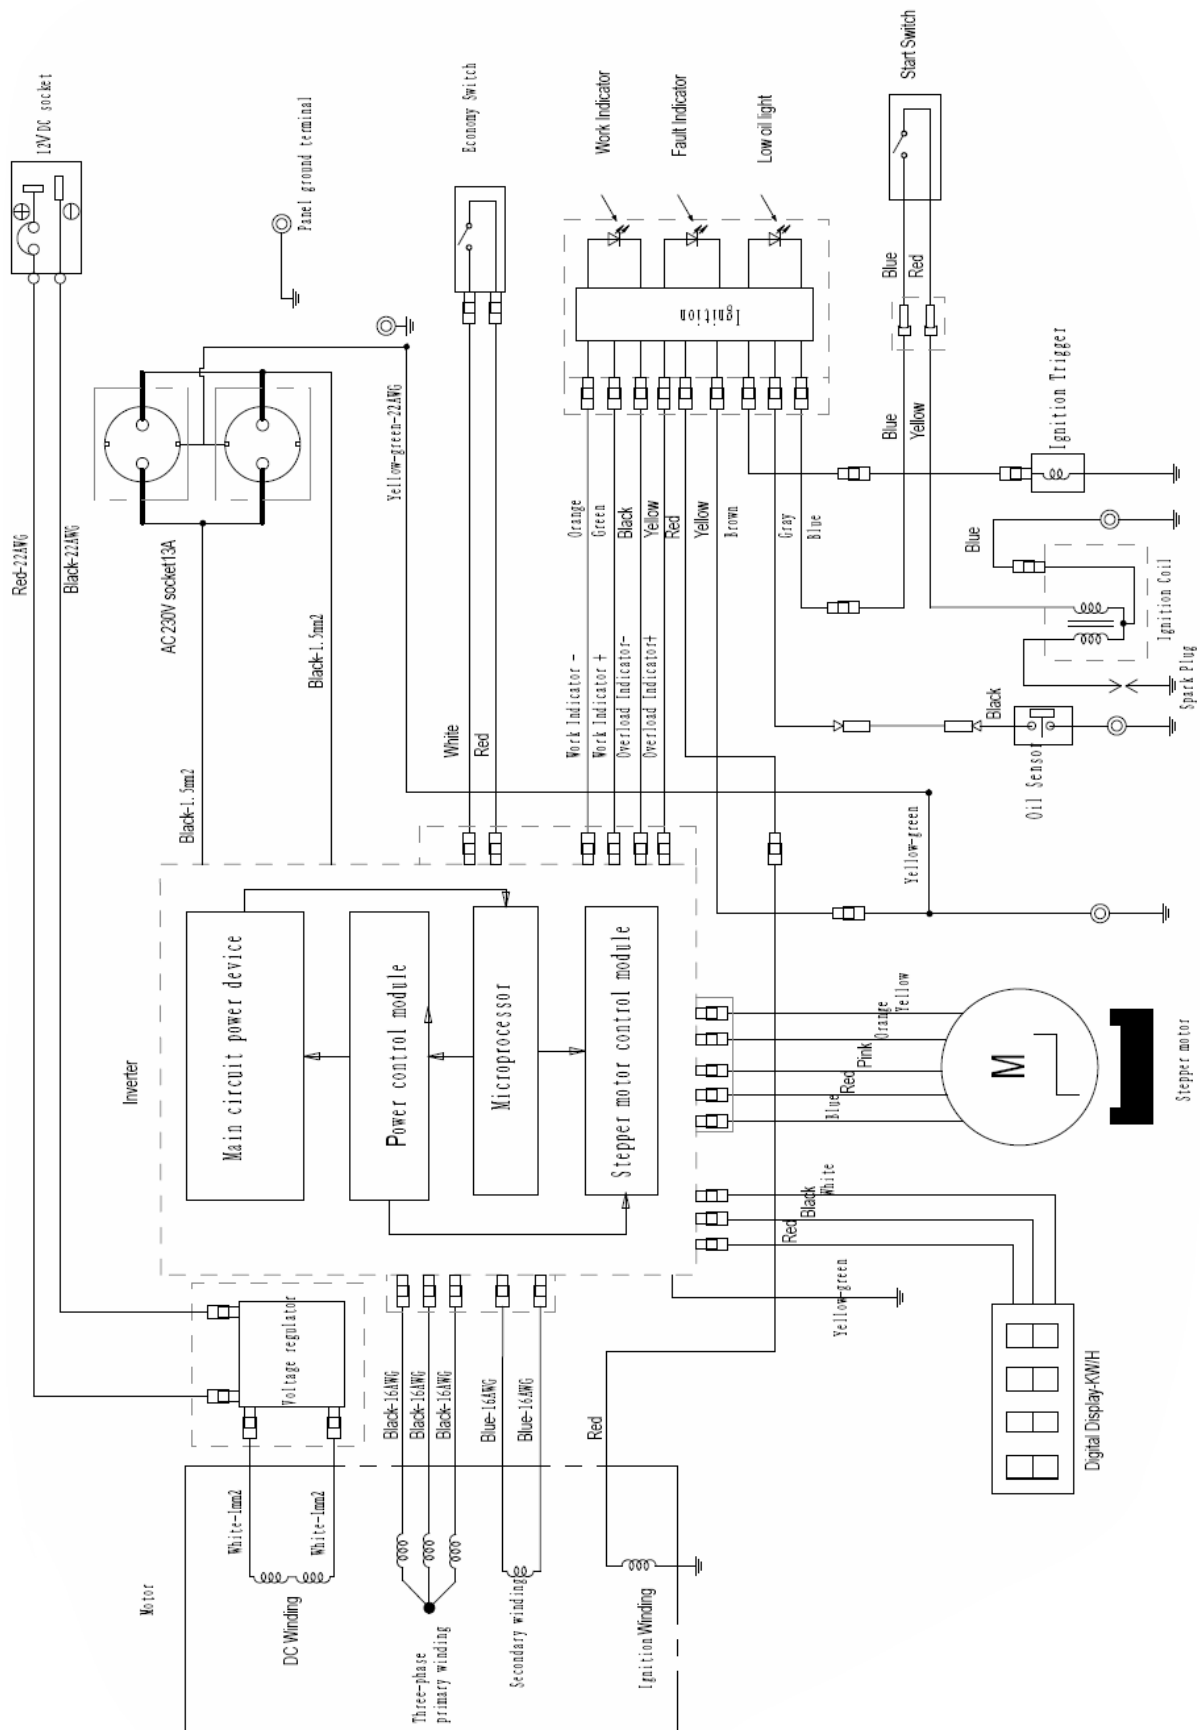 12V DC socket
Panel ground terminal
Economy Switch
Work Indicator
Fault Indicator
Low oil light
Start Switch
Red-22AWG
Black-22AWG
AC230V socket13A
Black-1.5mm2
Black-1.5mm2
Yellow-green-22AWG
White
Red
Ignition
Orange
Green
Black
Yellow
Red
Yellow
Brown
Gray
Blue
Work Indicator -
Work Indicator +
Overload Indicator-
Overload Indicator+
Blue
Red
Blue
Yellow
Ignition Trigger
Blue
Ignition Coil
Spark Plug
Black
Oil Sensor
Yellow-green
Inverter
Main circuit power device
Power control module
Microprocessor
Stepper motor control module
Yellow
Orange
Pink
Red
Blue
M
Stepper motor
White
Black
Red
Yellow-green
Digital Display-KW/H
Voltage regulator
White-1mm2
White-1mm2
Black-16AWG
Black-16AWG
Black-16AWG
Blue-16AWG
Blue-16AWG
Red
Motor
DC Winding
Three-phase
primary winding
Secondary winding
Ignition Winding